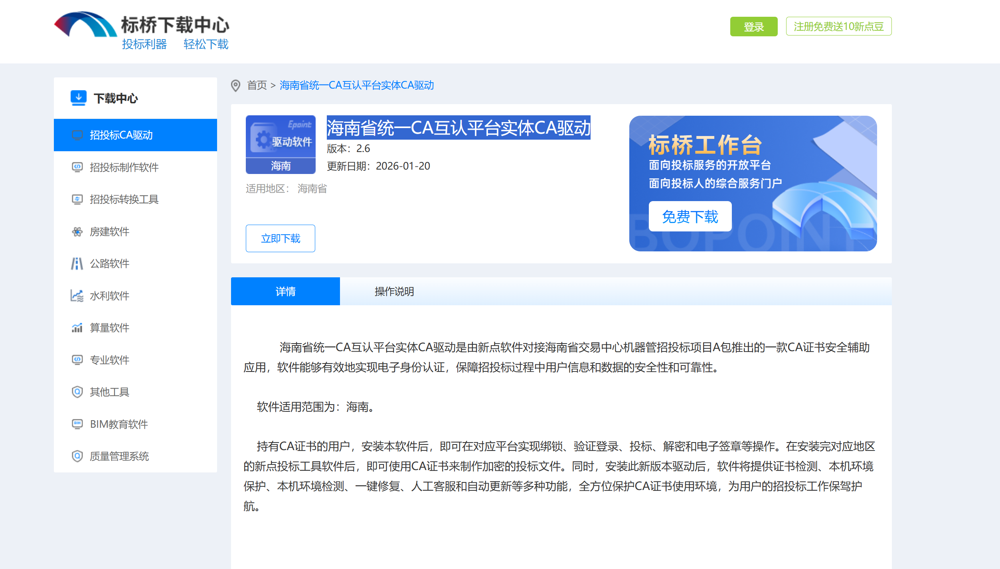 标桥下载中心
投标利器 轻松下载
登录
注册免费送10新点豆
下载中心
招投标CA驱动
招投标制作软件
招投标转换工具
房建软件
公路软件
水利软件
算量软件
专业软件
其他工具
BIM教育软件
质量管理系统
首页 > 海南省统一CA互认平台实体CA驱动
Epoint
驱动软件
海南
海南省统一CA互认平台实体CA驱动
版本：2.6
更新日期：2026-01-20
适用地区： 海南省
立即下载
标桥工作台
面向投标服务的开放平台
面向投标人的综合服务门户
免费下载
BOPOINT
详情
操作说明
海南省统一CA互认平台实体CA驱动是由新点软件对接海南省交易中心机器管招投标项目A包推出的一款CA证书安全辅助
应用，软件能够有效地实现电子身份认证，保障招投标过程中用户信息和数据的安全性和可靠性。
软件适用范围为：海南。
持有CA证书的用户，安装本软件后，即可在对应平台实现绑锁、验证登录、投标、解密和电子签章等操作。在安装完对应地区
的新点投标工具软件后，即可使用CA证书来制作加密的投标文件。同时，安装此新版本驱动后，软件将提供证书检测、本机环境
保护、本机环境检测、一键修复、人工客服和自动更新等多种功能，全方位保护CA证书使用环境，为用户的招投标工作保驾护
航。